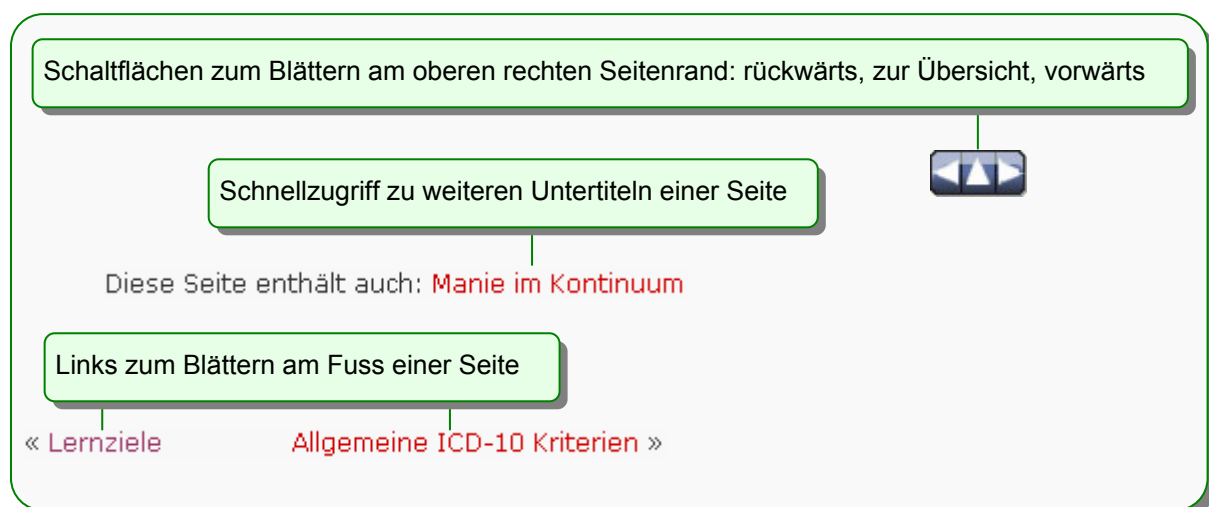 Schaltflächen zum Blättern am oberen rechten Seitenrand: rückwärts, zur Übersicht, vorwärts
Schnellzugriff zu weiteren Untertiteln einer Seite
Diese Seite enthält auch: Manie im Kontinuum
Links zum Blättern am Fuss einer Seite
« Lernziele Allgemeine ICD-10 Kriterien »